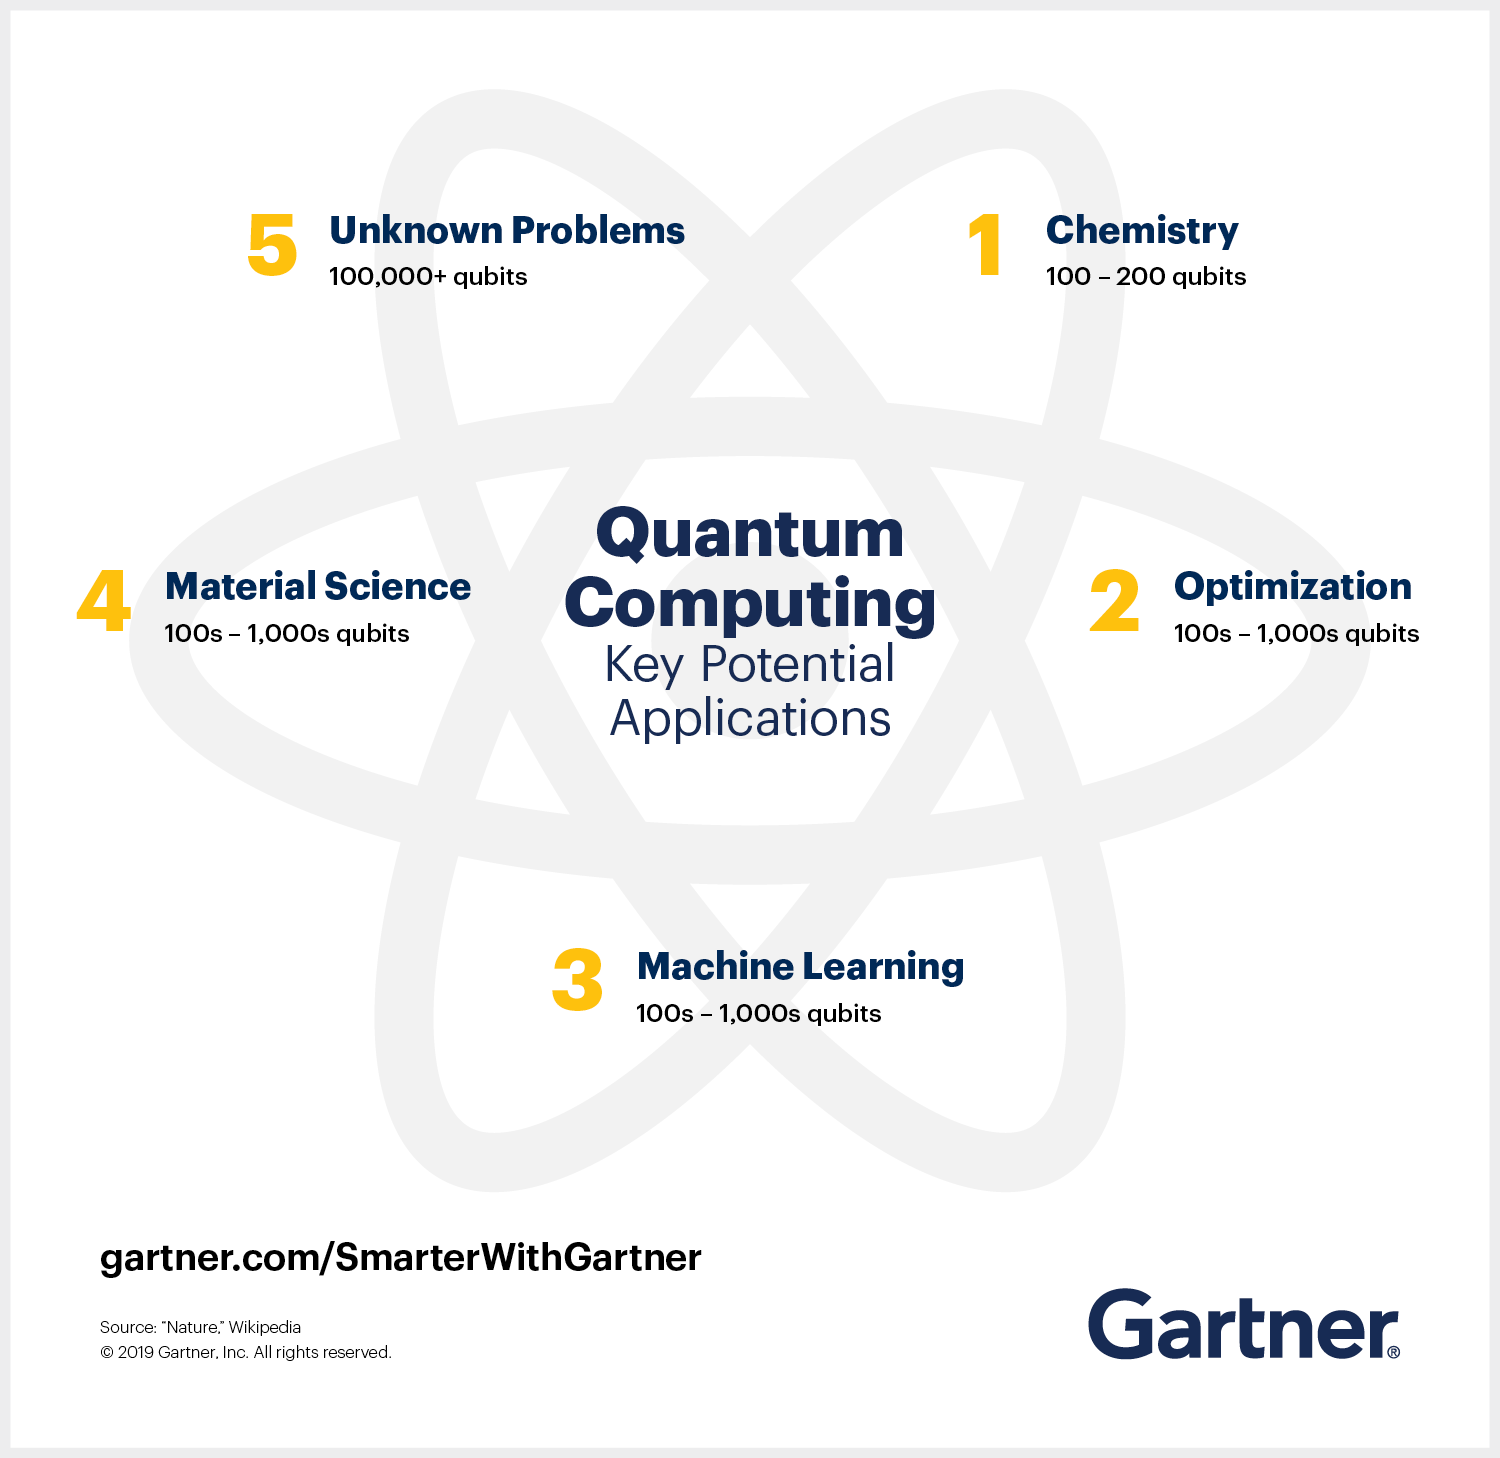 Quantum
Computing
Key Potential
Applications
1
Chemistry
100 – 200 qubits
2
Optimization
100s – 1,000s qubits
3
Machine Learning
100s – 1,000s qubits
4
Material Science
100s – 1,000s qubits
5
Unknown Problems
100,000+ qubits
gartner.com/SmarterWithGartner
Source: “Nature,” Wikipedia
© 2019 Gartner, Inc. All rights reserved.
Gartner®